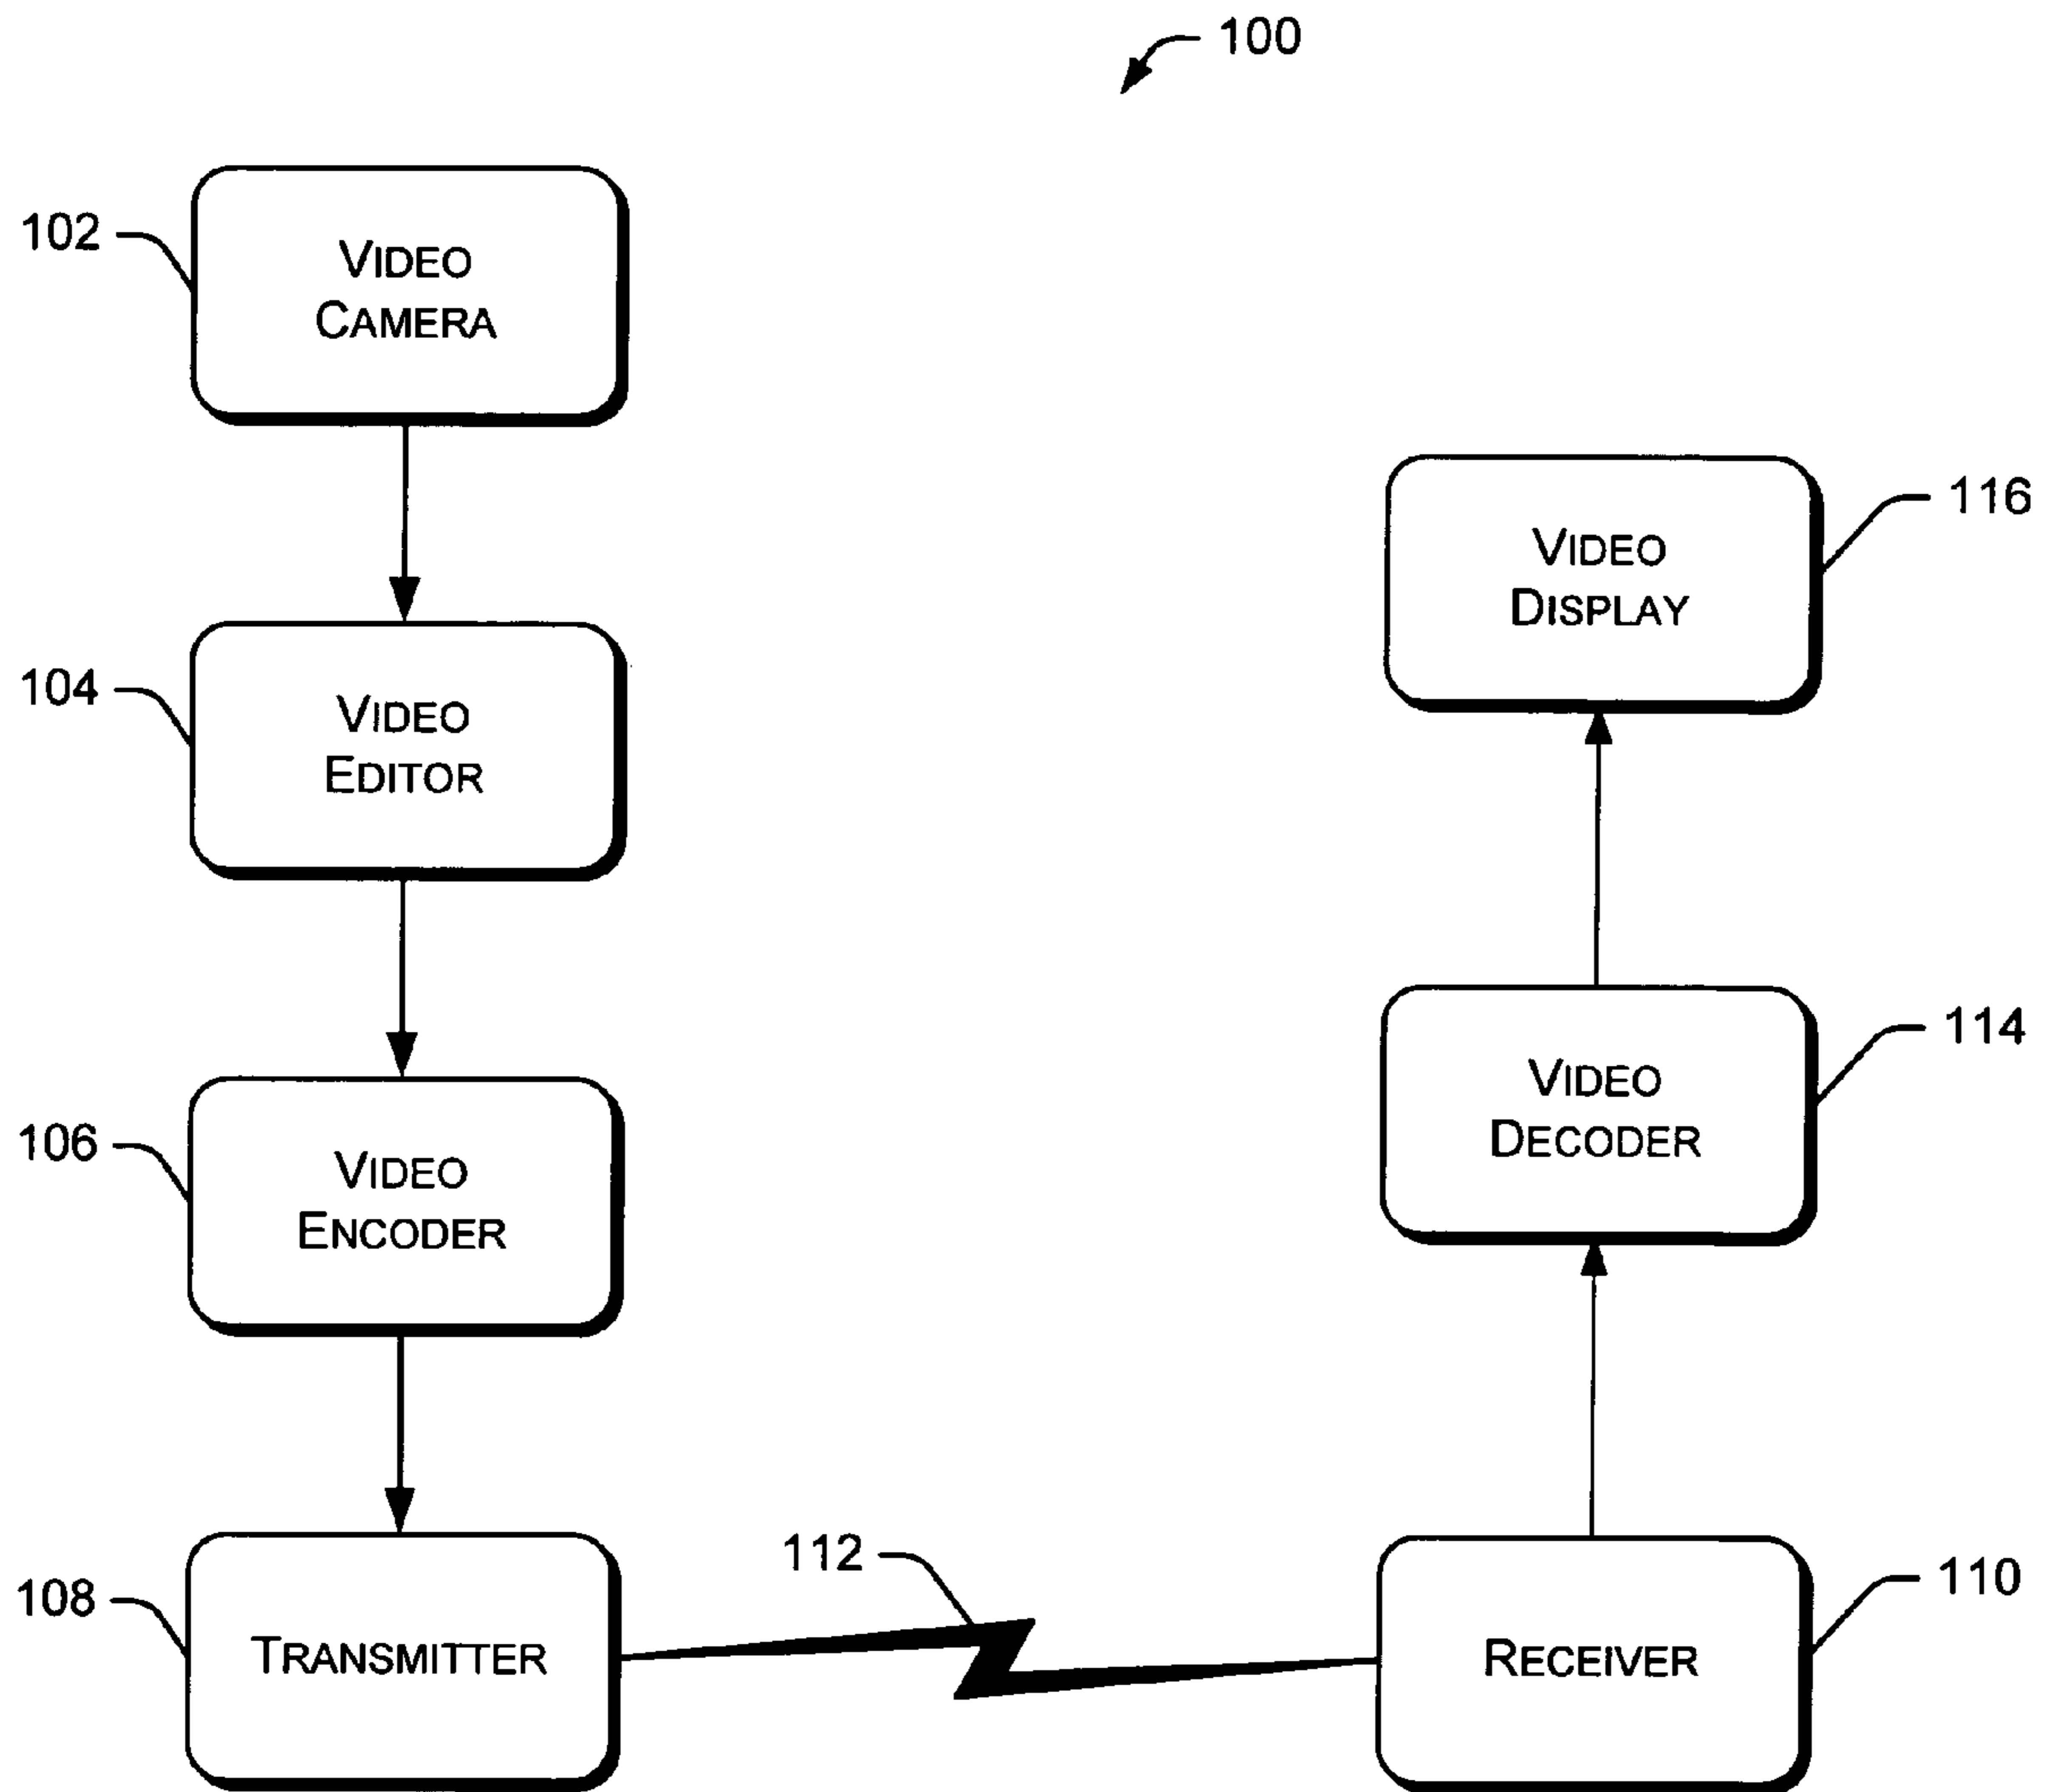 100
102
VIDEO
CAMERA
116
VIDEO
DISPLAY
104
VIDEO
EDITOR
114
VIDEO
DECODER
106
VIDEO
ENCODER
112
108
TRANSMITTER
110
RECEIVER